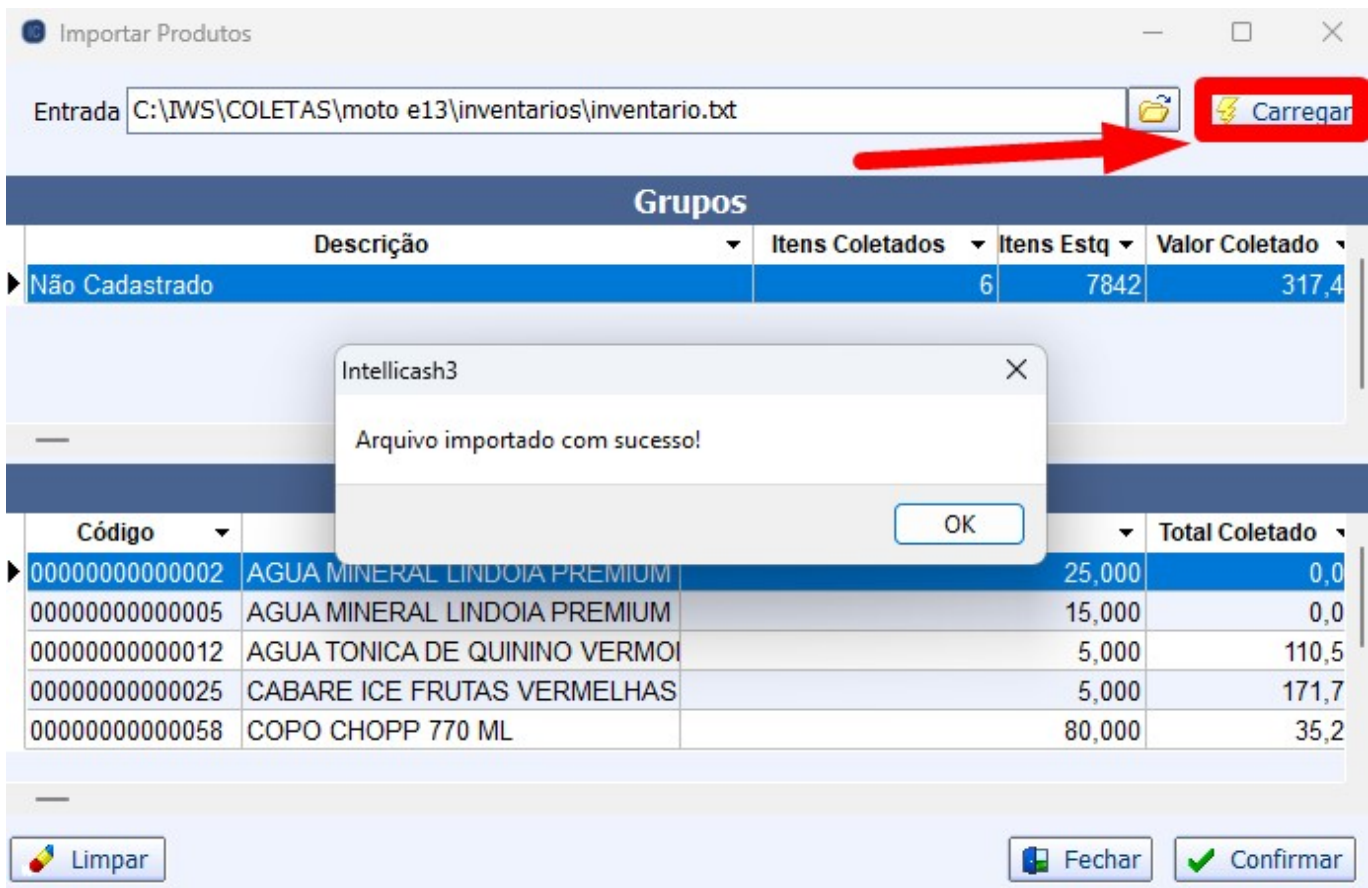 Importar Produtos
Entrada C:\IWS\COLETAS\moto e13\inventarios\inventario.txt Carregar
Grupos
Descrição Itens Coletados Itens Estq Valor Coletado
Não Cadastrado 6 7842 317,4
Intellicash3
Arquivo importado com sucesso!
OK
Código Total Coletado
00000000000002 AGUA MINERAL LINDOIA PREMIUM 25,000 0,0
00000000000005 AGUA MINERAL LINDOIA PREMIUM 15,000 0,0
00000000000012 AGUA TONICA DE QUININO VERMO 5,000 110,5
00000000000025 CABARE ICE FRUTAS VERMELHAS 5,000 171,7
00000000000058 COPO CHOPP 770 ML 80,000 35,2
Limpar Fechar Confirmar